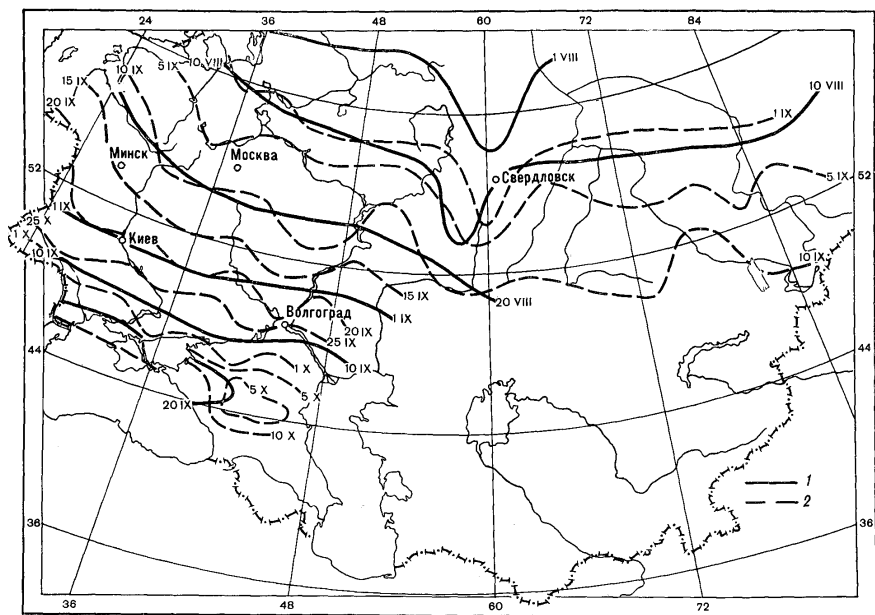 24 36 48 60 72 84
1 VIII
5 IX
10 VIII
10 IX
15 IX
20 IX
10 VIII
1 IX
Минск
Москва
Свердловск
52
52
5 IX
1 IX
25 X
1 X
Киев
10 IX
10 IX
15 IX
20 VIII
1 IX
Волгоград
20 IX
25 IX
10 IX
44
44
1 X
5 X
5 X
20 IX
10 X
1
2
36
36
36 48 60 72